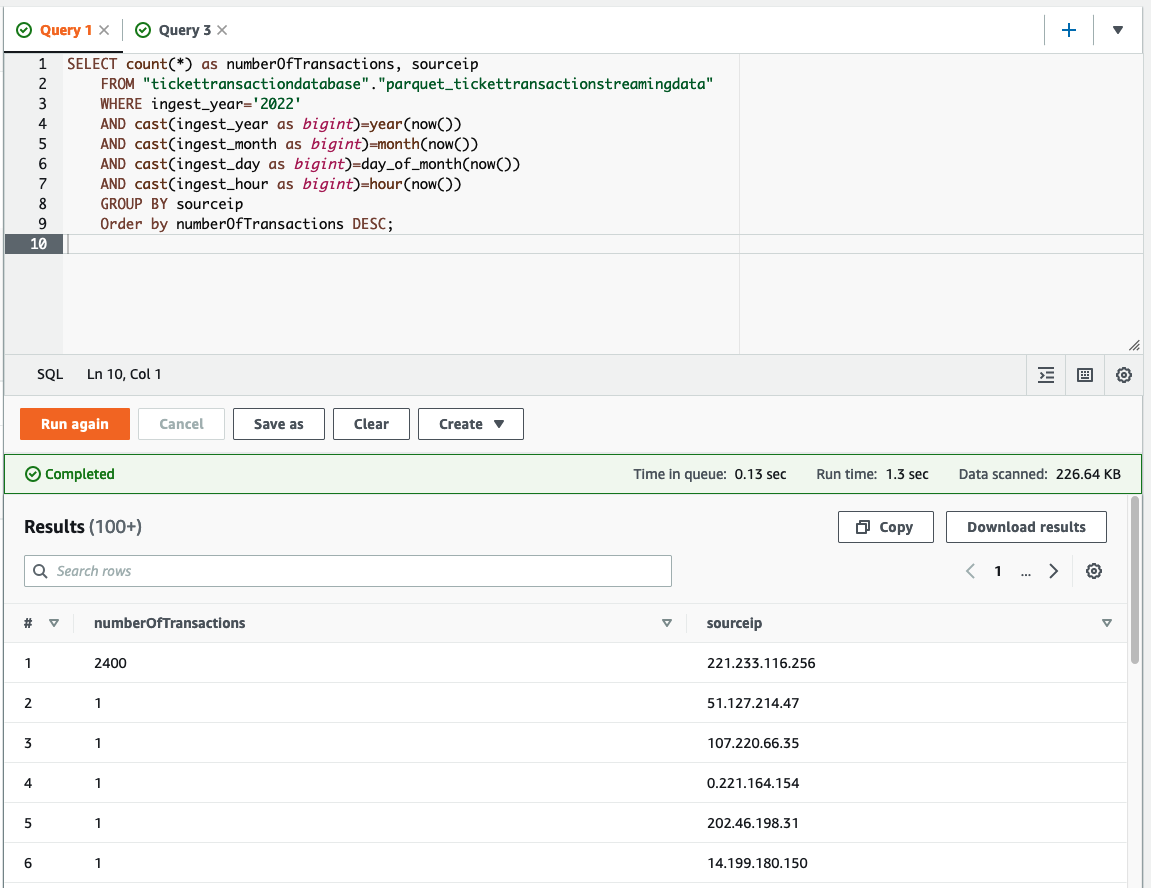 Query 1
Query 3
1 SELECT count(*) as numberOfTransactions, sourceip
2 FROM "tickettransactiondatabase"."parquet_tickettransactionstreamingdata"
3 WHERE ingest_year='2022'
4 AND cast(ingest_year as bigint)=year(now())
5 AND cast(ingest_month as bigint)=month(now())
6 AND cast(ingest_day as bigint)=day_of_month(now())
7 AND cast(ingest_hour as bigint)=hour(now())
8 GROUP BY sourceip
9 Order by numberOfTransactions DESC;
10
SQL Ln 10, Col 1
Run again Cancel Save as Clear Create
Completed Time in queue: 0.13 sec Run time: 1.3 sec Data scanned: 226.64 KB
Results (100+) Copy Download results
Search rows 1 ...
# numberOfTransactions sourceip
1 2400 221.233.116.256
2 1 51.127.214.47
3 1 107.220.66.35
4 1 0.221.164.154
5 1 202.46.198.31
6 1 14.199.180.150